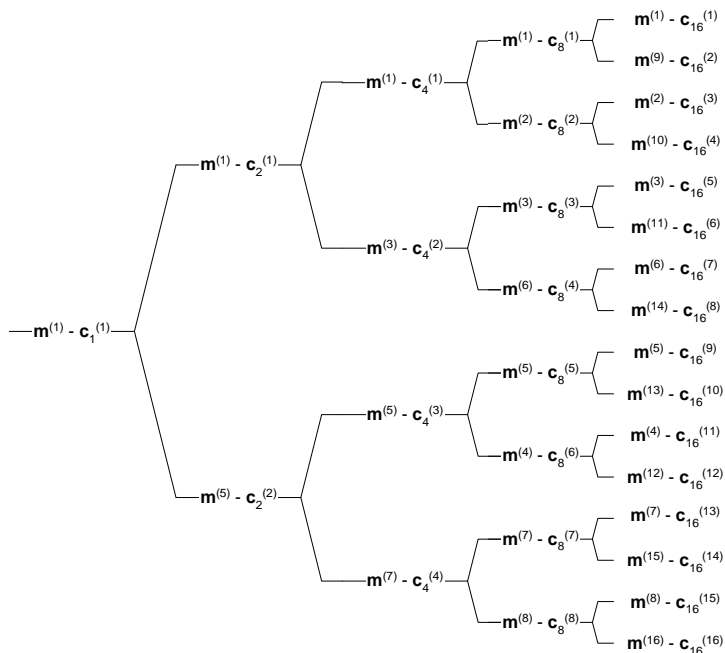 m(1) - c1(1)
m(1) - c2(1)
m(5) - c2(2)
m(1) - c4(1)
m(3) - c4(2)
m(5) - c4(3)
m(7) - c4(4)
m(1) - c8(1)
m(2) - c8(2)
m(3) - c8(3)
m(6) - c8(4)
m(5) - c8(5)
m(4) - c8(6)
m(7) - c8(7)
m(8) - c8(8)
m(1) - c16(1)
m(9) - c16(2)
m(2) - c16(3)
m(10) - c16(4)
m(3) - c16(5)
m(11) - c16(6)
m(6) - c16(7)
m(14) - c16(8)
m(5) - c16(9)
m(13) - c16(10)
m(4) - c16(11)
m(12) - c16(12)
m(7) - c16(13)
m(15) - c16(14)
m(8) - c16(15)
m(16) - c16(16)